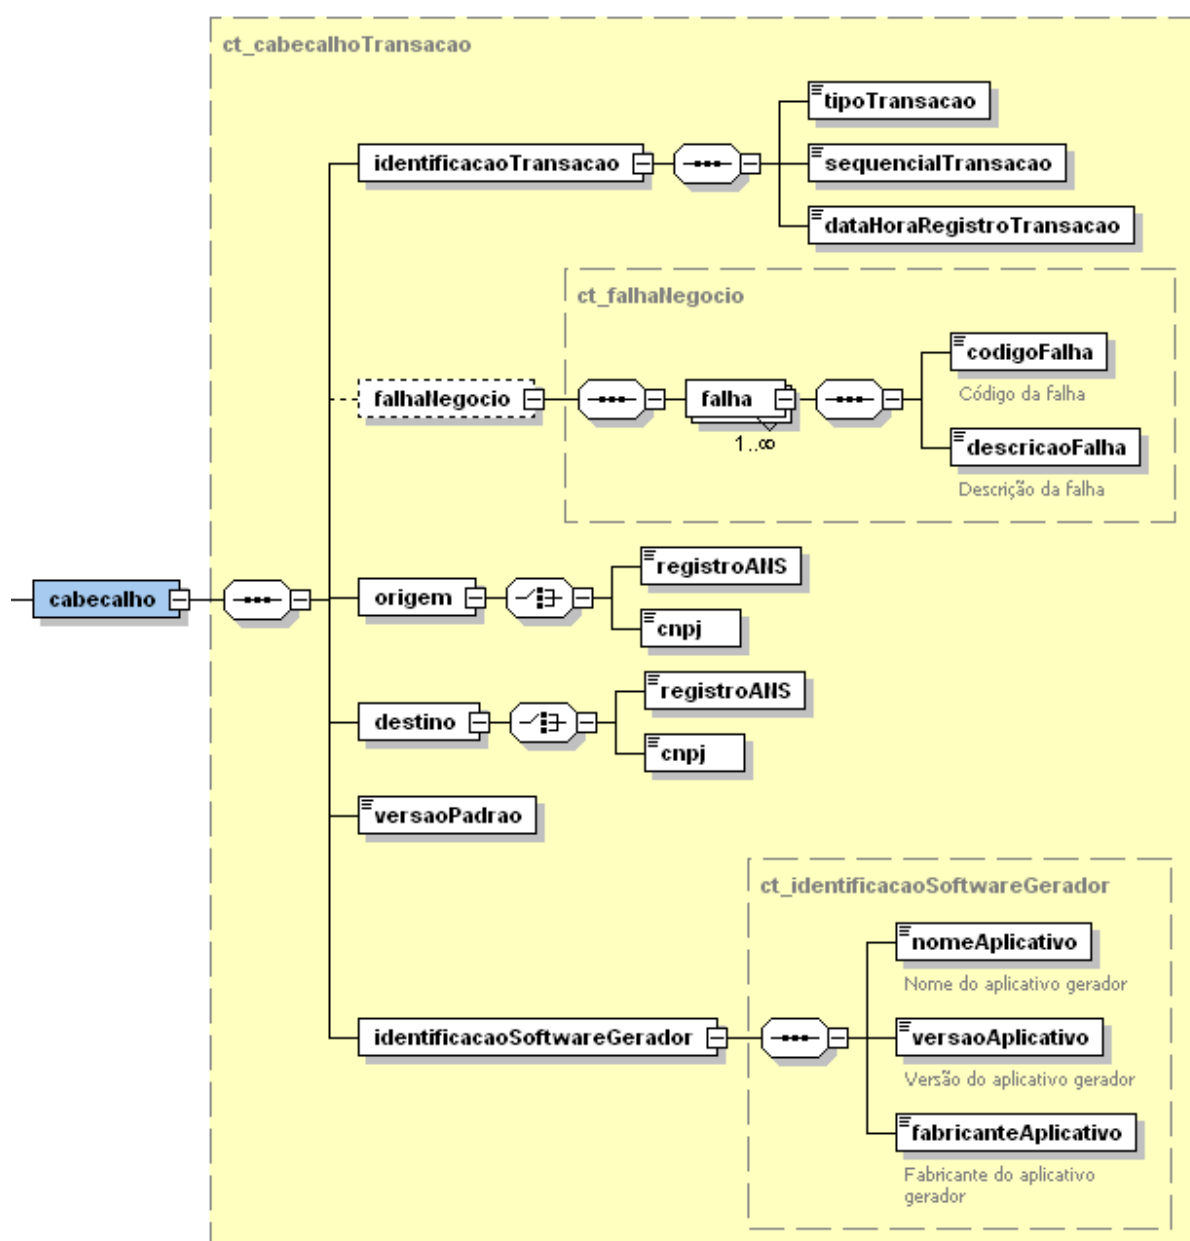 ct_cabecalhoTransacao
tipoTransacao
identificacaoTransacao
sequencialTransacao
dataHoraRegistroTransacao
ct_falhaNegocio
codigoFalha
Código da falha
falhaNegocio
falha
1..∞
descricaoFalha
Descrição da falha
cabecalho
origem
registroANS
cnpj
destino
registroANS
cnpj
versaoPadrao
ct_identificacaoSoftwareGerador
nomeAplicativo
Nome do aplicativo gerador
identificacaoSoftwareGerador
versaoAplicativo
Versão do aplicativo gerador
fabricanteAplicativo
Fabricante do aplicativo
gerador